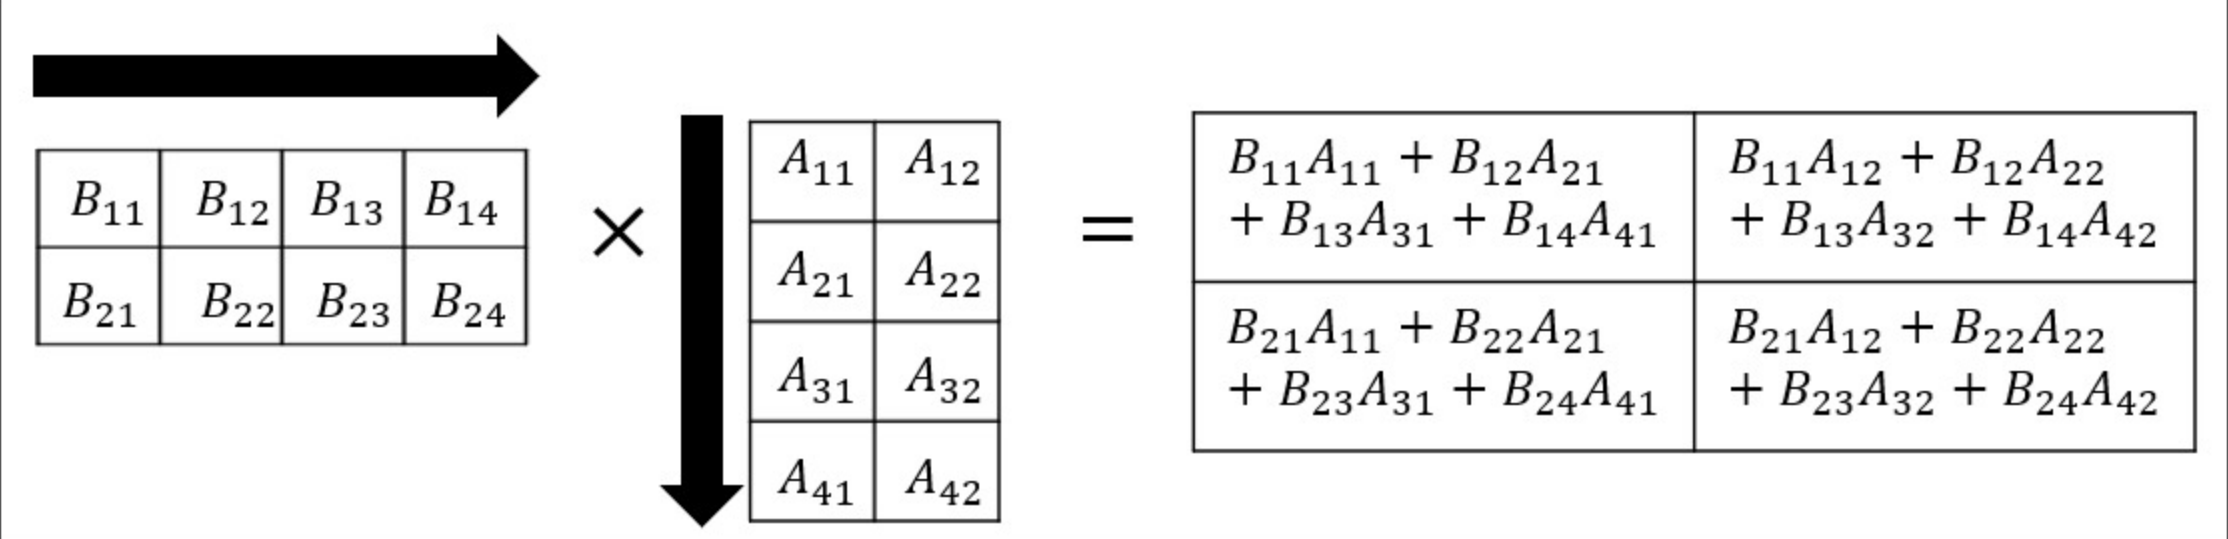 B₁₁ B₁₂ B₁₃ B₁₄
B₂₁ B₂₂ B₂₃ B₂₄
×
A₁₁ A₁₂
A₂₁ A₂₂
A₃₁ A₃₂
A₄₁ A₄₂
=
B₁₁A₁₁ + B₁₂A₂₁
+ B₁₃A₃₁ + B₁₄A₄₁
B₁₁A₁₂ + B₁₂A₂₂
+ B₁₃A₃₂ + B₁₄A₄₂
B₂₁A₁₁ + B₂₂A₂₁
+ B₂₃A₃₁ + B₂₄A₄₁
B₂₁A₁₂ + B₂₂A₂₂
+ B₂₃A₃₂ + B₂₄A₄₂